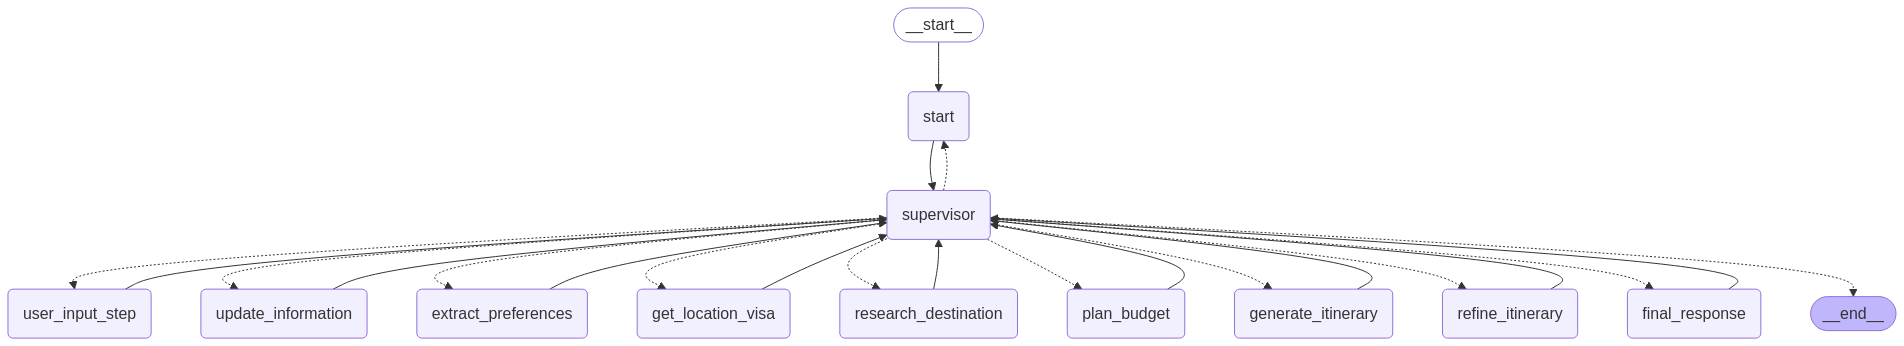 __start__
start
supervisor
user_input_step
update_information
extract_preferences
get_location_visa
research_destination
plan_budget
generate_itinerary
refine_itinerary
final_response
__end__